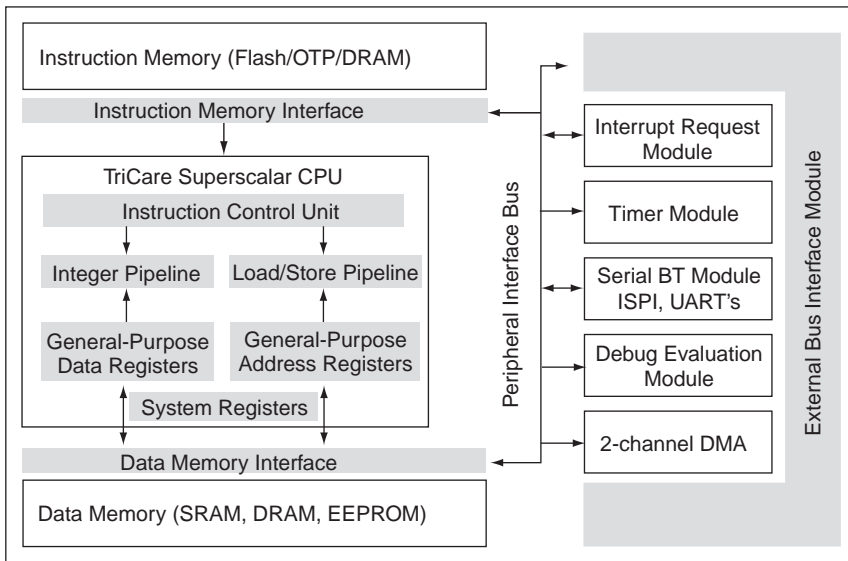 Instruction Memory (Flash/OTP/DRAM)
Instruction Memory Interface
TriCare Superscalar CPU
Instruction Control Unit
Integer Pipeline
Load/Store Pipeline
General-Purpose
Data Registers
General-Purpose
Address Registers
System Registers
Data Memory Interface
Data Memory (SRAM, DRAM, EEPROM)
Peripheral Interface Bus
Interrupt Request
Module
Timer Module
Serial BT Module
ISPI, UART's
Debug Evaluation
Module
2-channel DMA
External Bus Interface Module